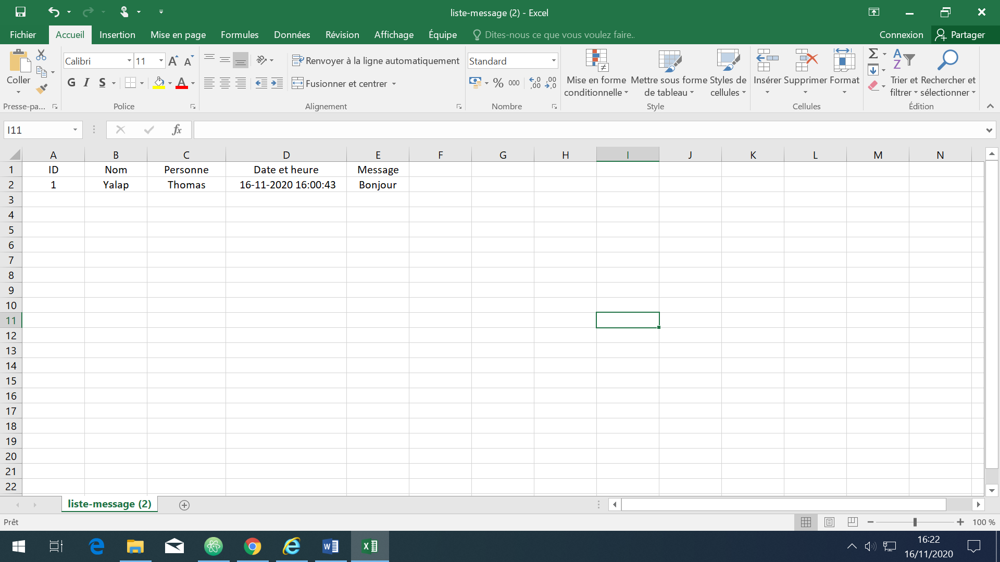 liste-message (2) - Excel
Fichier Accueil Insertion Mise en page Formules Données Révision Affichage Équipe Dites-nous ce que vous voulez faire.. Connexion Partager
Calibri 11 Renvoyer à la ligne automatiquement Standard
Coller G I S A Fusionner et centrer % 000 Mise en forme conditionnelle Mettre sous forme de tableau Styles de cellules Insérer Supprimer Format Trier et filtrer Rechercher et sélectionner
Presse-pa... Police Alignement Nombre Style Cellules Édition
I11 fx
A B C D E F G H I J K L M N
1 ID Nom Personne Date et heure Message
2 1 Yalap Thomas 16-11-2020 16:00:43 Bonjour
3
4
5
6
7
8
9
10
11
12
13
14
15
16
17
18
19
20
21
22
liste-message (2)
Prêt 100 %
16:22
16/11/2020